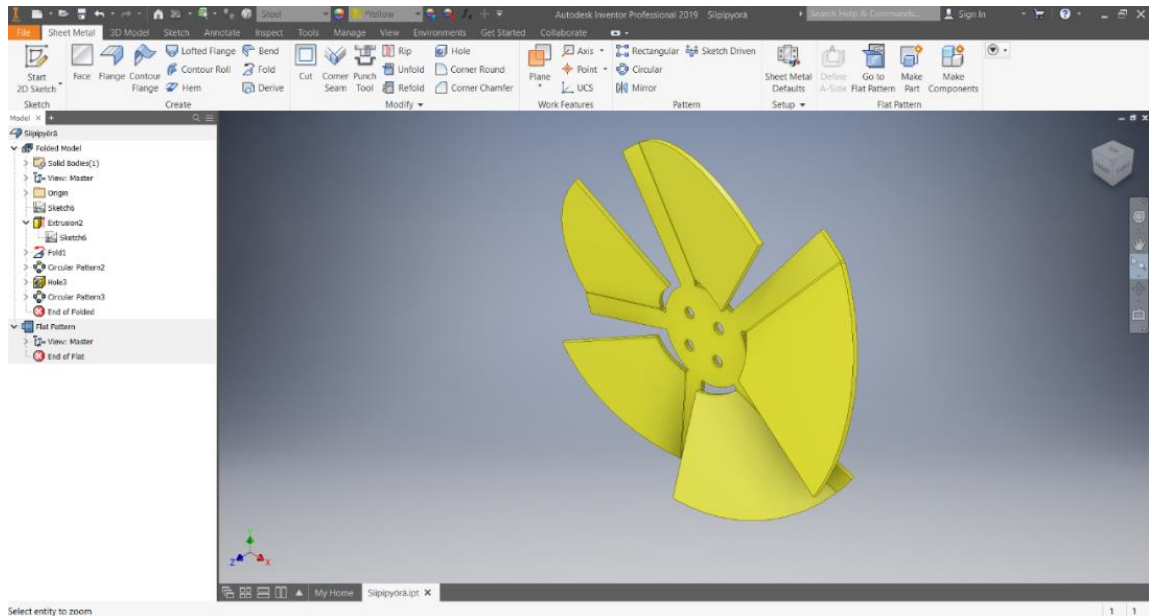 Steel *Yellow Autodesk Inventor Professional 2019 Siipipyora Search Help & Commands... Sign In
File Sheet Metal 3D Model Sketch Annotate Inspect Tools Manage View Environments Get Started Collaborate
Start 2D Sketch
Face
Flange
Contour Flange
Lofted Flange
Contour Roll
Hem
Bend
Fold
Derive
Cut
Corner Seam
Punch Tool
Rip
Unfold
Refold
Hole
Corner Round
Corner Chamfer
Plane
Axis
Point
UCS
Rectangular
Sketch Driven
Circular
Mirror
Sheet Metal Defaults
Define A-Side
Go to Flat Pattern
Make Part
Make Components
Sketch Create Modify Work Features Pattern Setup Flat Pattern
Model
Siipipyörä
Folded Model
Solid Bodies(1)
View: Master
Origin
Sketch6
Extrusion2
Sketch6
Fold1
Circular Pattern2
Hole3
Circular Pattern3
End of Folded
Flat Pattern
View: Master
End of Flat
Y
Z X
My Home Siipipyora.ipt
Select entity to zoom 1 1